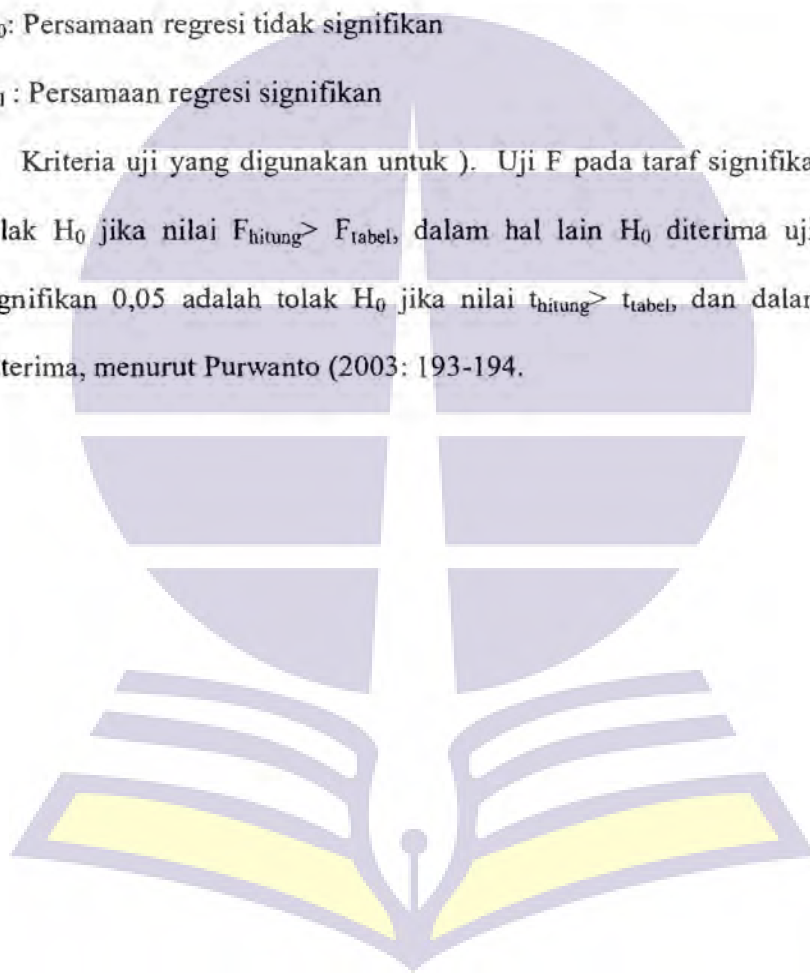 ₀: Persamaan regresi tidak signifikan
₁ : Persamaan regresi signifikan
Kriteria uji yang digunakan untuk ). Uji F pada taraf signifika
lak H₀ jika nilai Fhitung> Ftabel, dalam hal lain H₀ diterima uj
gnifikan 0,05 adalah tolak H₀ jika nilai thitung> ttabel, dan dalan
terima, menurut Purwanto (2003: 193-194.